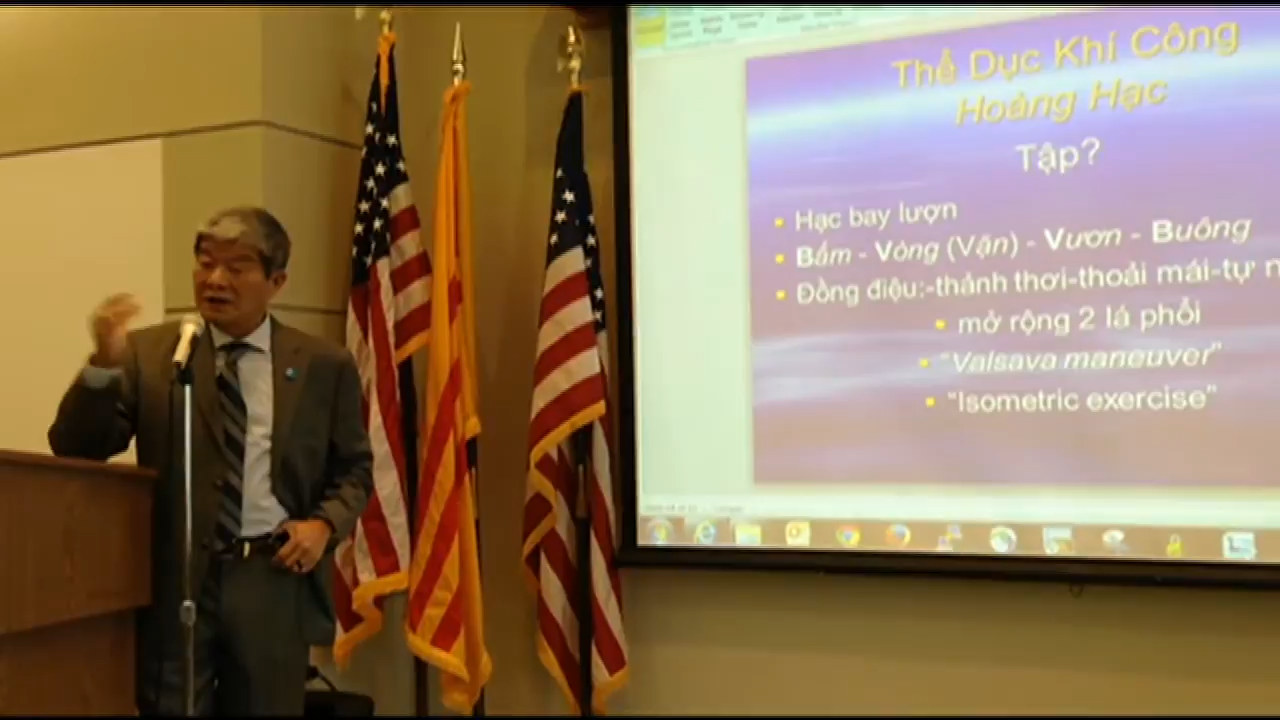 Thể Dục Khí Công
Hoàng Hạc
Tập?
Hạc bay lượn
Bấm - Vòng (Vận) - Vươn - Buông
Đồng điệu:-thảnh thơi-thoải mái-tự
mở rộng 2 lá phổi
"Valsava maneuver"
"Isometric exercise"